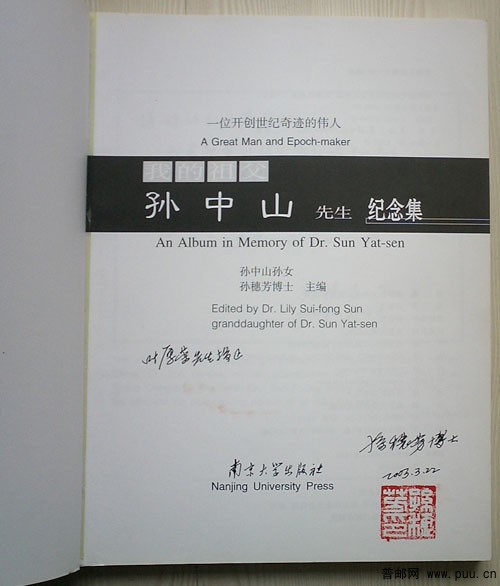 一位开创世纪奇迹的伟人
A Great Man and Epoch-maker
我的祖父
孙中山 先生 纪念集
An Album in Memory of Dr. Sun Yat-sen
孙中山孙女
孙穗芳博士 主编
Edited by Dr. Lily Sui-fong Sun
granddaughter of Dr. Sun Yat-sen
先生
孙穗芳博士
2003.3.22
南京大学出版社
Nanjing University Press
普邮网 www.puu.cn